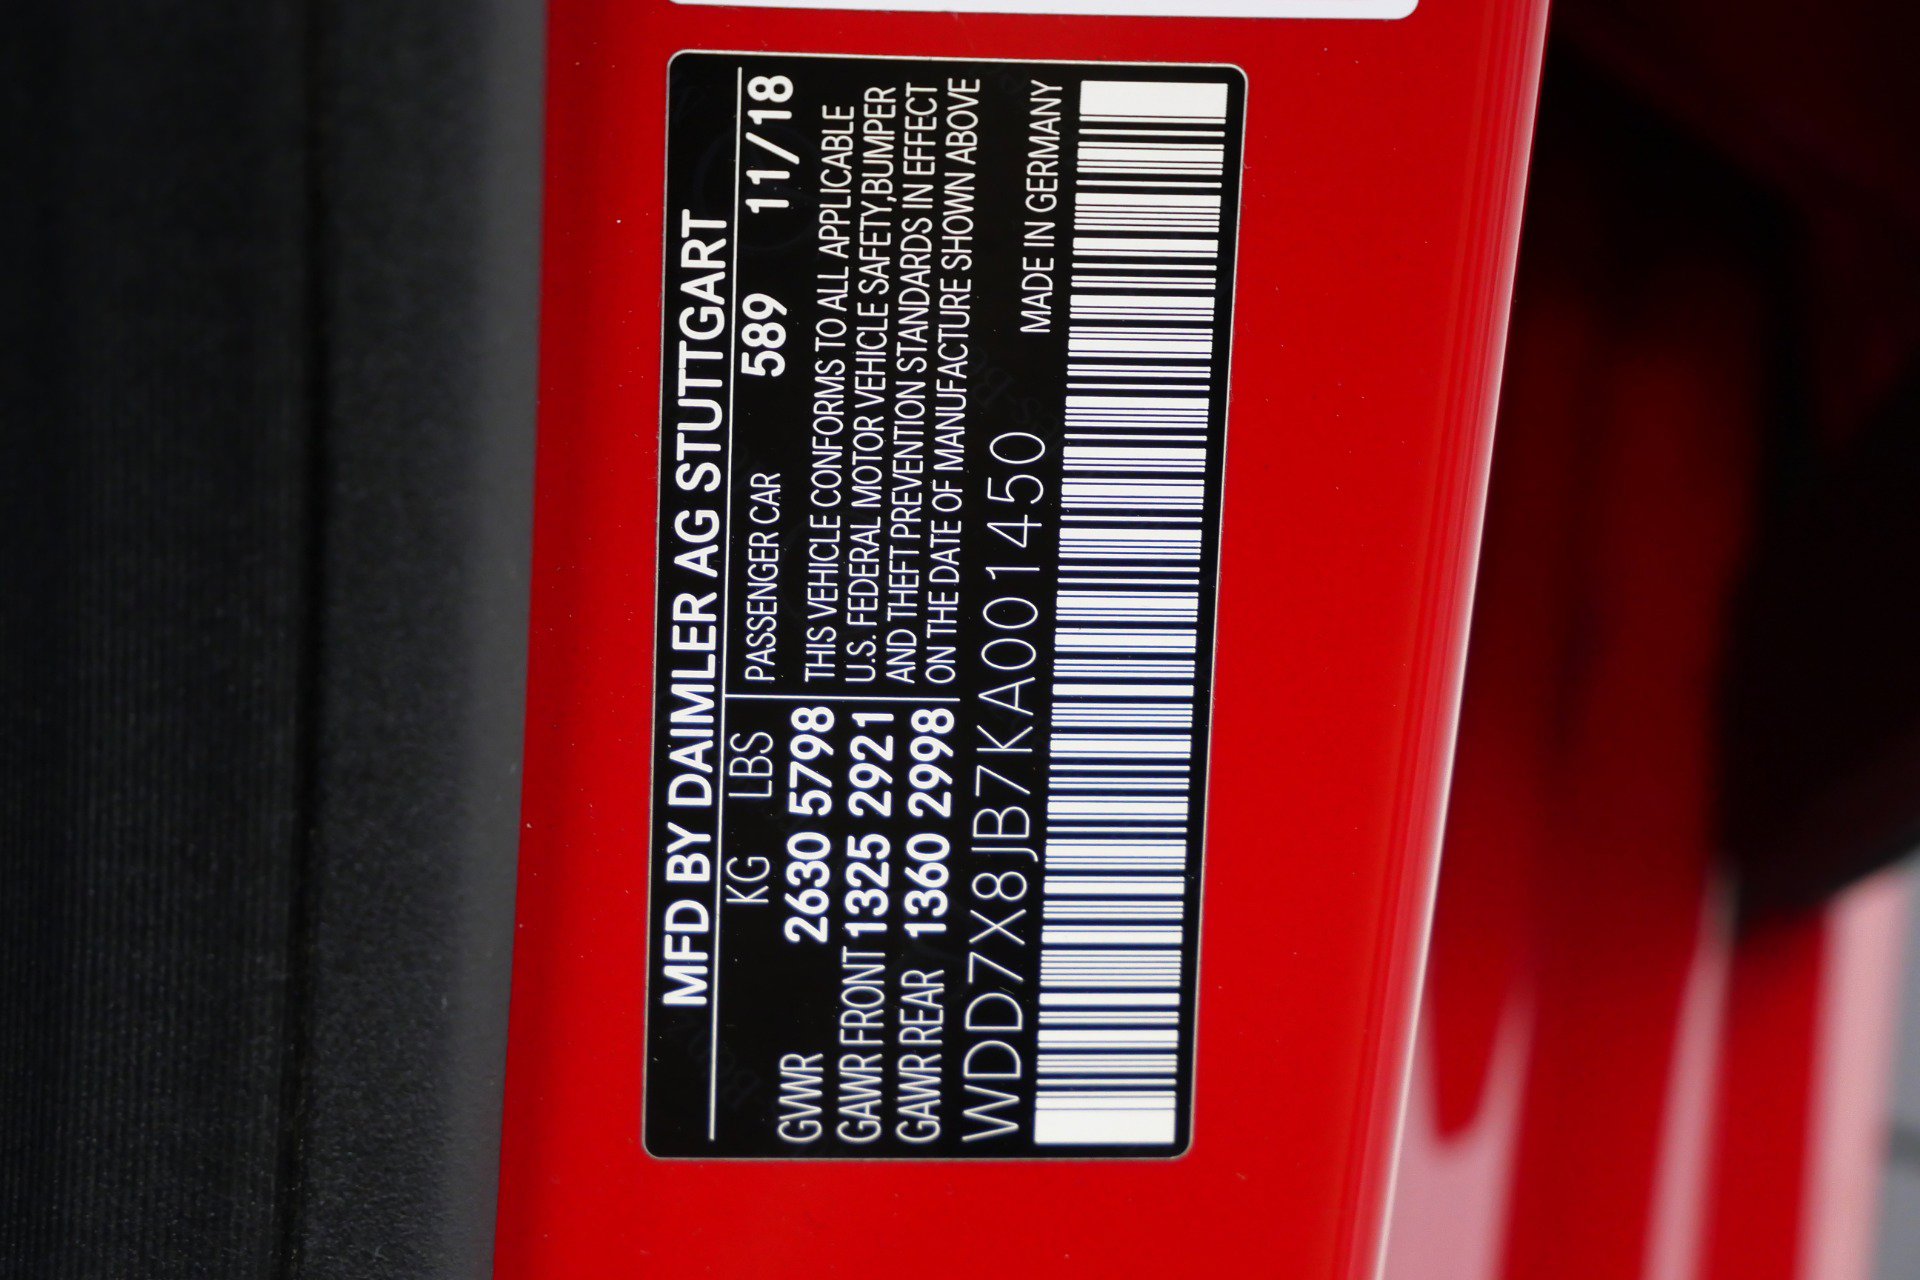 MFD BY DAIMLER AG STUTTGART
KG LBS
GVWR 2630 5798
GAWR FRONT 1325 2921
GAWR REAR 1360 2998
PASSENGER CAR 589 11/18
THIS VEHICLE CONFORMS TO ALL APPLICABLE
U.S. FEDERAL MOTOR VEHICLE SAFETY,BUMPER
AND THEFT PREVENTION STANDARDS IN EFFECT
ON THE DATE OF MANUFACTURE SHOWN ABOVE
MADE IN GERMANY
WDD7X8JB7KA001450